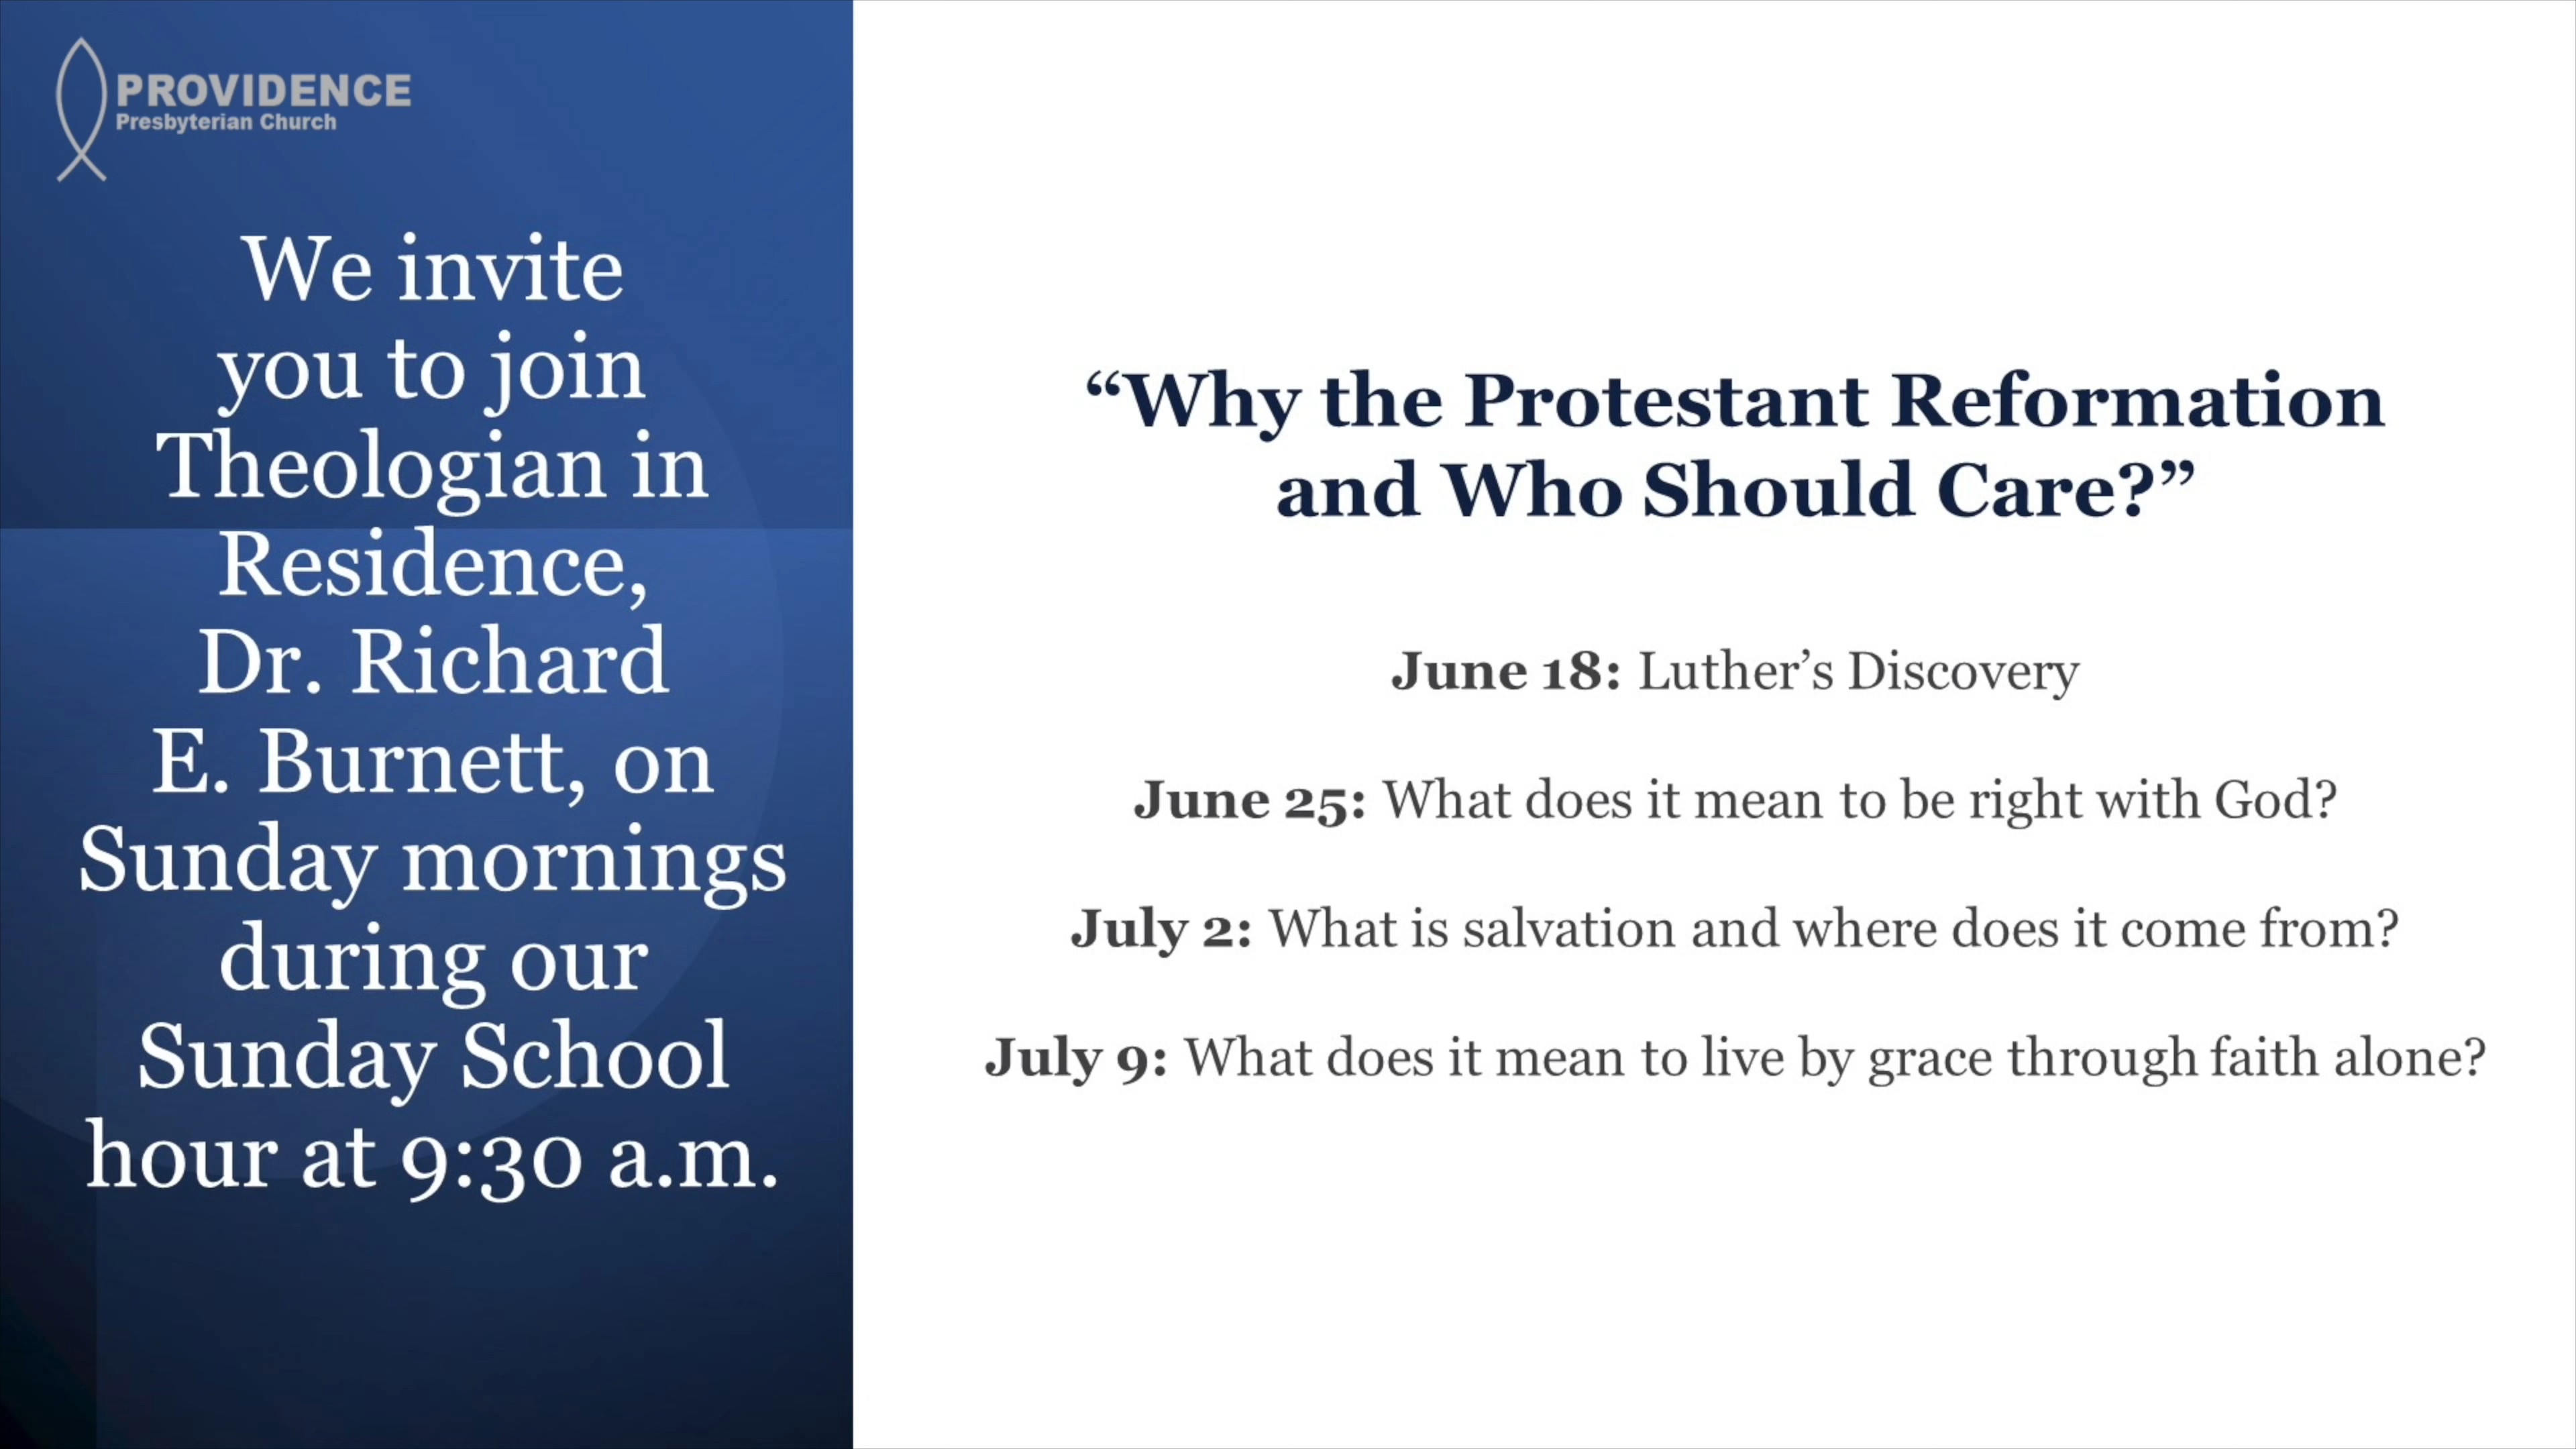 PROVIDENCE
Presbyterian Church
We invite
you to join
Theologian in
Residence,
Dr. Richard
E. Burnett, on
Sunday mornings
during our
Sunday School
hour at 9:30 a.m.
“Why the Protestant Reformation
and Who Should Care?”
June 18: Luther’s Discovery
June 25: What does it mean to be right with God?
July 2: What is salvation and where does it come from?
July 9: What does it mean to live by grace through faith alone?